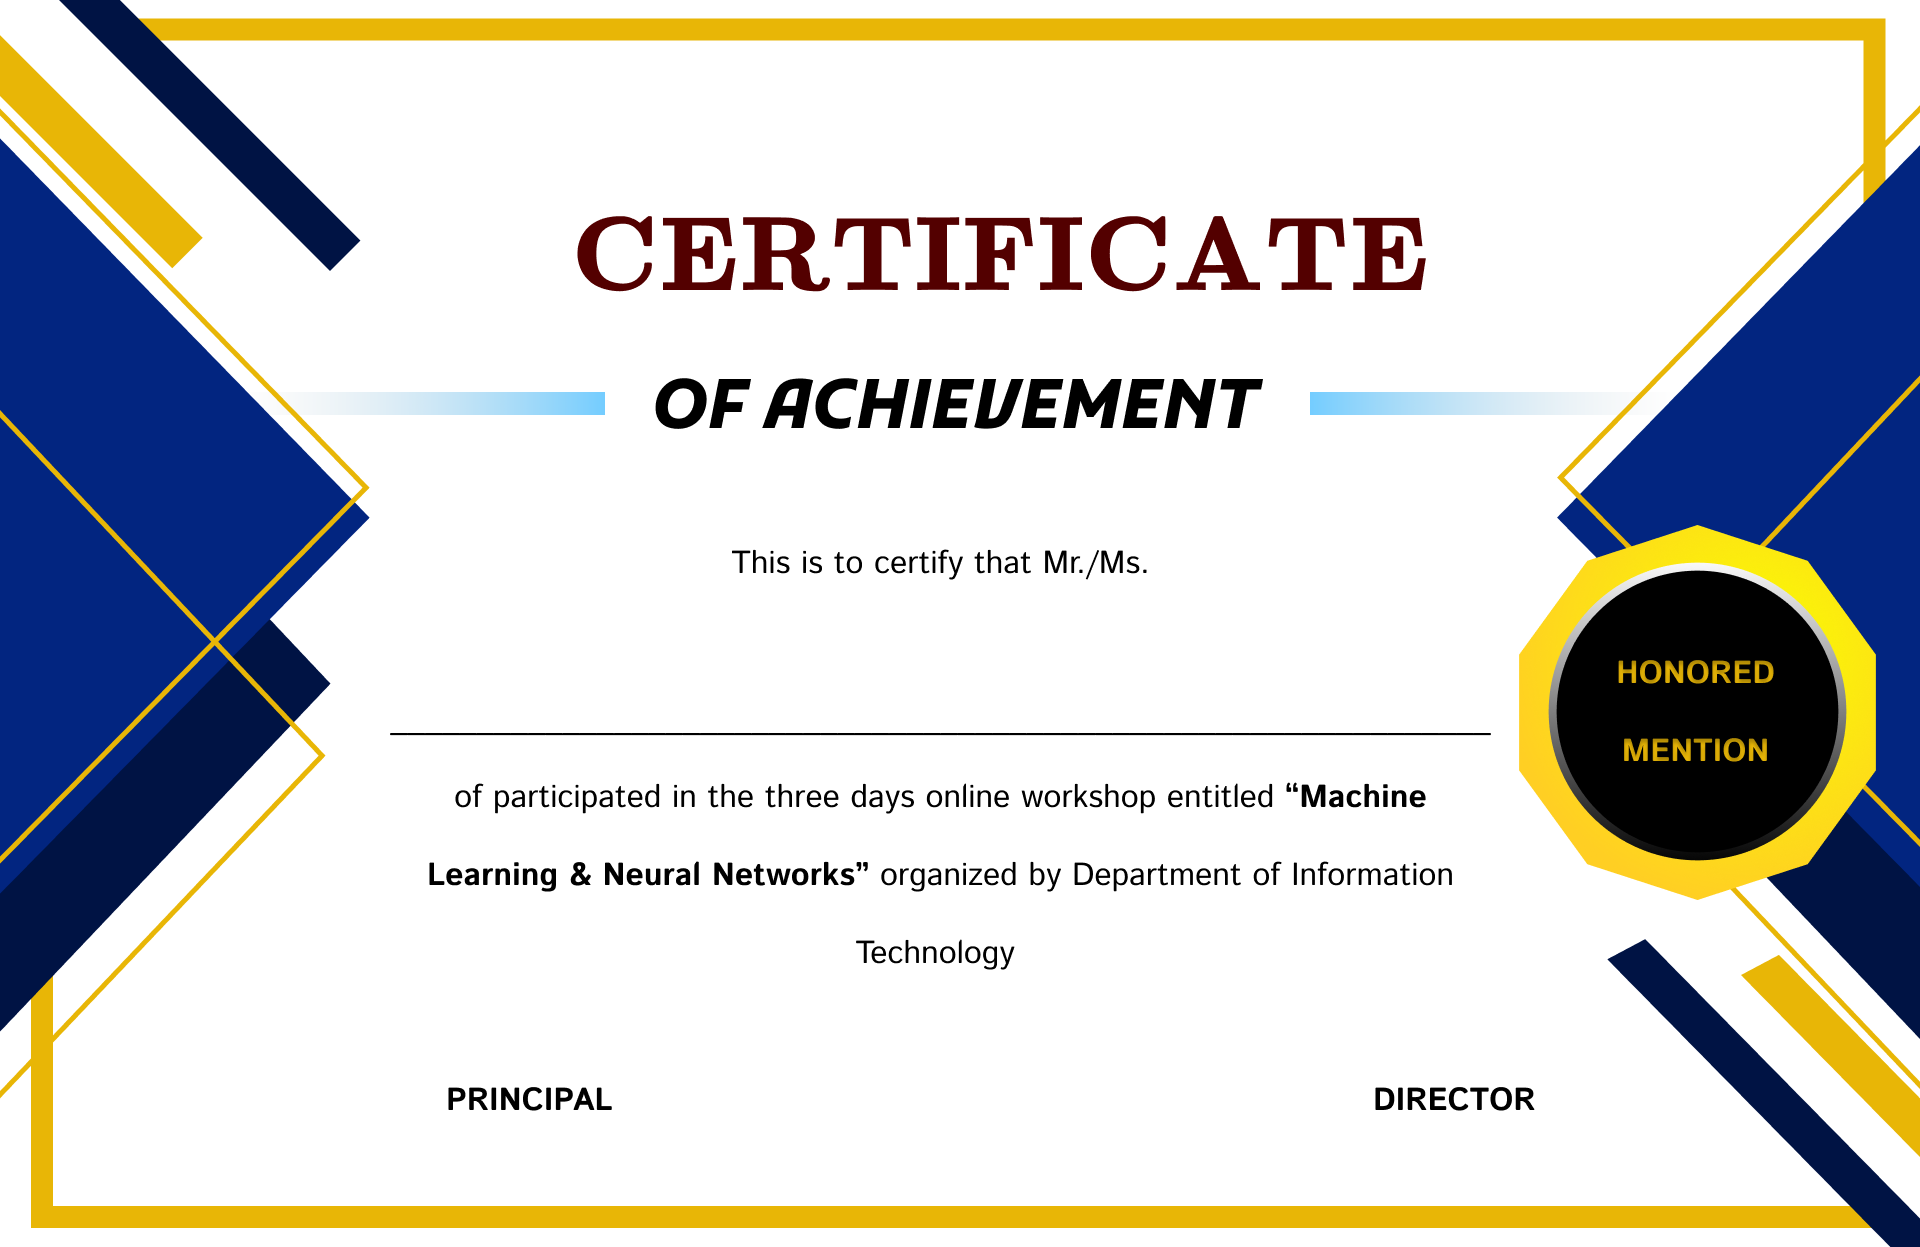 CERTIFICATE
OF ACHIEVEMENT
This is to certify that Mr./Ms.
HONORED
MENTION
of participated in the three days online workshop entitled “Machine
Learning & Neural Networks” organized by Department of Information
Technology
PRINCIPAL
DIRECTOR